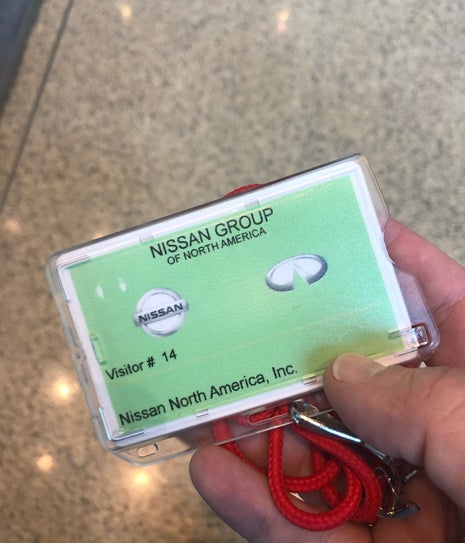 NISSAN GROUP
OF NORTH AMERICA
NISSAN
Visitor # 14
Nissan North America, Inc.